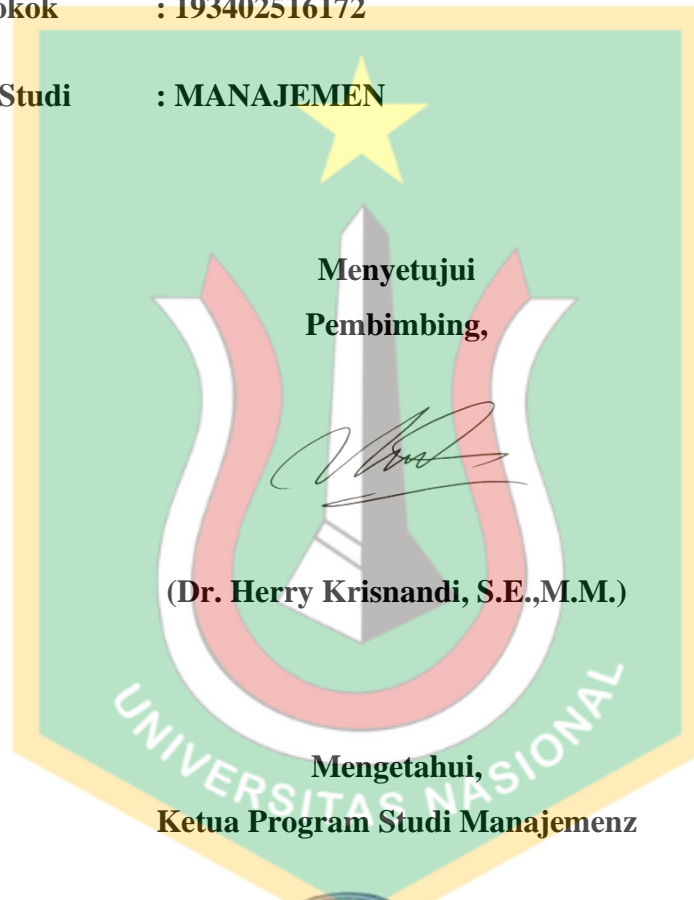 okok : 193402516172
Studi : MANAJEMEN
Menyetujui
Pembimbing,
(Dr. Herry Krisnandi, S.E.,M.M.)
UNIVERSITAS NASIONAL
Mengetahui,
Ketua Program Studi Manajemenz